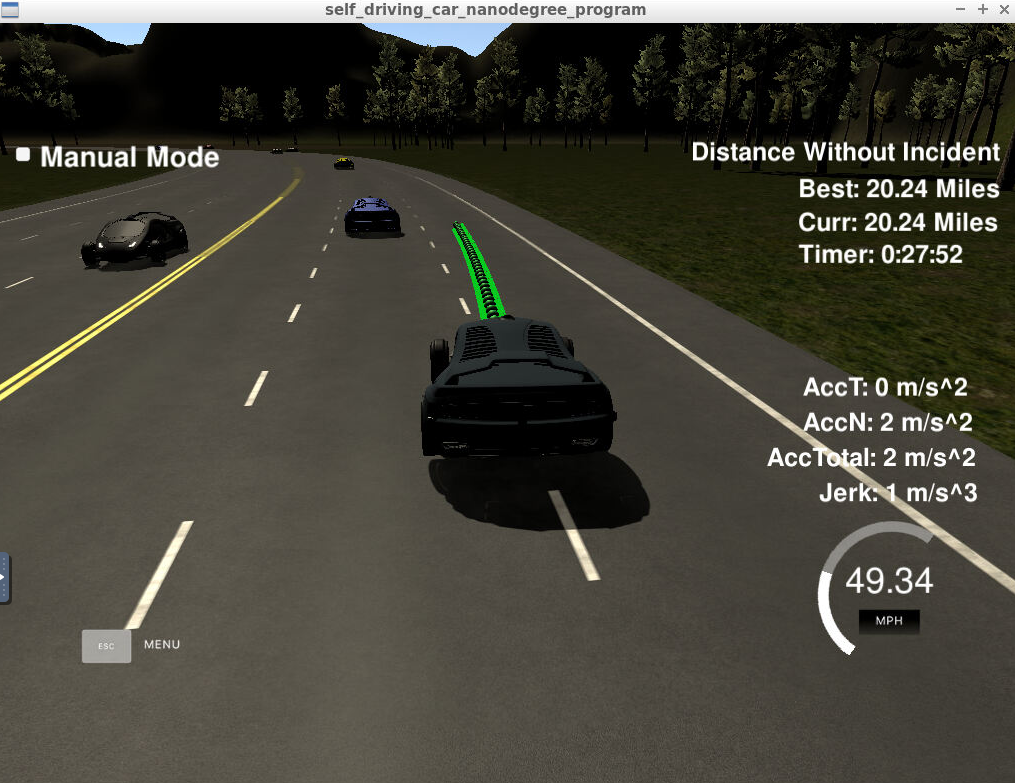 self_driving_car_nanodegree_program
Manual Mode
Distance Without Incident
Best: 20.24 Miles
Curr: 20.24 Miles
Timer: 0:27:52
AccT: 0 m/s^2
AccN: 2 m/s^2
AccTotal: 2 m/s^2
Jerk: 1 m/s^3
49.34
MPH
ESC MENU